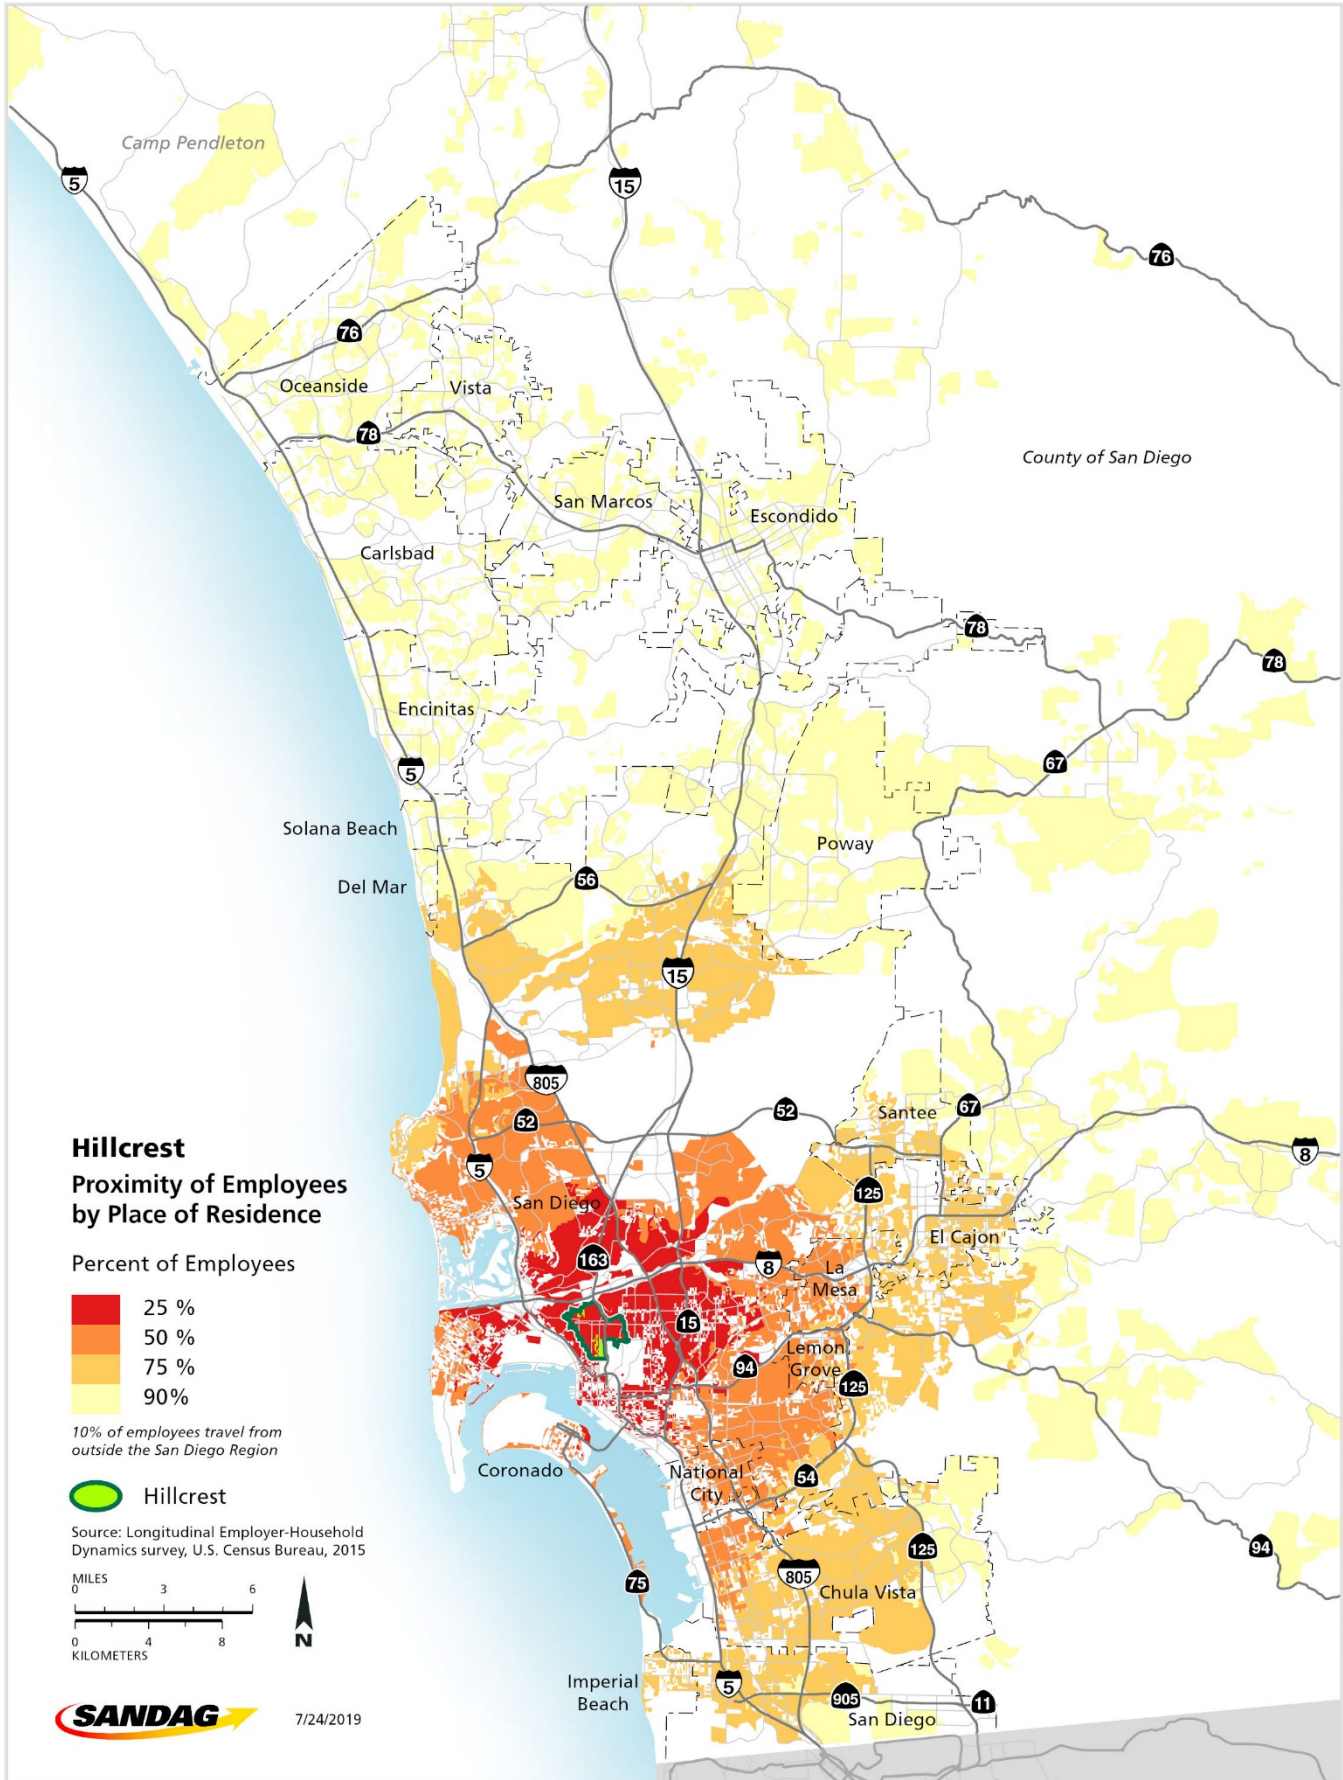 Camp Pendleton
5
15
76
76
Oceanside
Vista
78
County of San Diego
San Marcos
Escondido
Carlsbad
78
78
Encinitas
67
5
Solana Beach
Poway
56
Del Mar
15
805
52
52
Santee
67
8
5
125
San Diego
El Cajon
163
8
La
Mesa
15
94
Lemon
Grove
125
Coronado
National
City
54
125
94
805
75
Chula Vista
Imperial
Beach
5
905
11
San Diego
Hillcrest
Proximity of Employees
by Place of Residence
Percent of Employees
25 %
50 %
75 %
90%
10% of employees travel from
outside the San Diego Region
Hillcrest
Source: Longitudinal Employer-Household
Dynamics survey, U.S. Census Bureau, 2015
MILES
0 3 6
0 4 8
KILOMETERS
N
SANDAG
7/24/2019